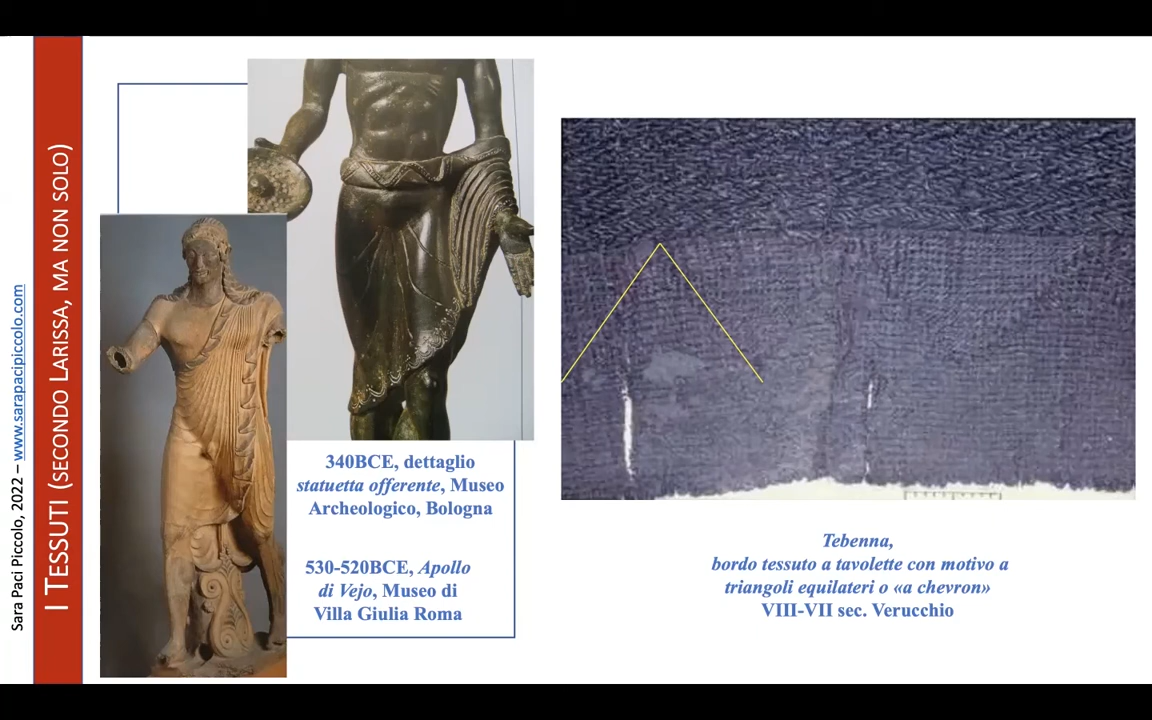 Sara Paci Piccolo, 2022 – www.sarapacipiccolo.com
I TESSUTI (SECONDO LARISSA, MA NON SOLO)
340BCE, dettaglio
statuetta offerente, Museo
Archeologico, Bologna
530-520BCE, Apollo
di Vejo, Museo di
Villa Giulia Roma
Tebenna,
bordo tessuto a tavolette con motivo a
triangoli equilateri o «a chevron»
VIII-VII sec. Verucchio